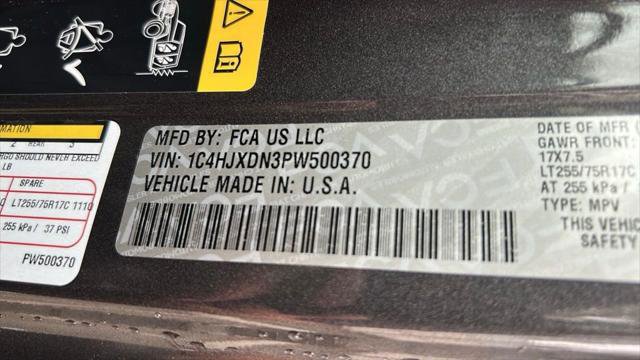 MATION
2 REAR 3
RGO SHOULD NEVER EXCEED
LB
SPARE
LT255/75R17C 111Q
255 kPa / 37 PSI
PW500370
MFD BY: FCA US LLC
VIN: 1C4HJXDN3PW500370
VEHICLE MADE IN: U.S.A.
DATE OF MFR
GAWR FRONT:
17X7.5
LT255/75R17C
AT 255 kPa /
TYPE: MPV
THIS VEHIC
SAFETY